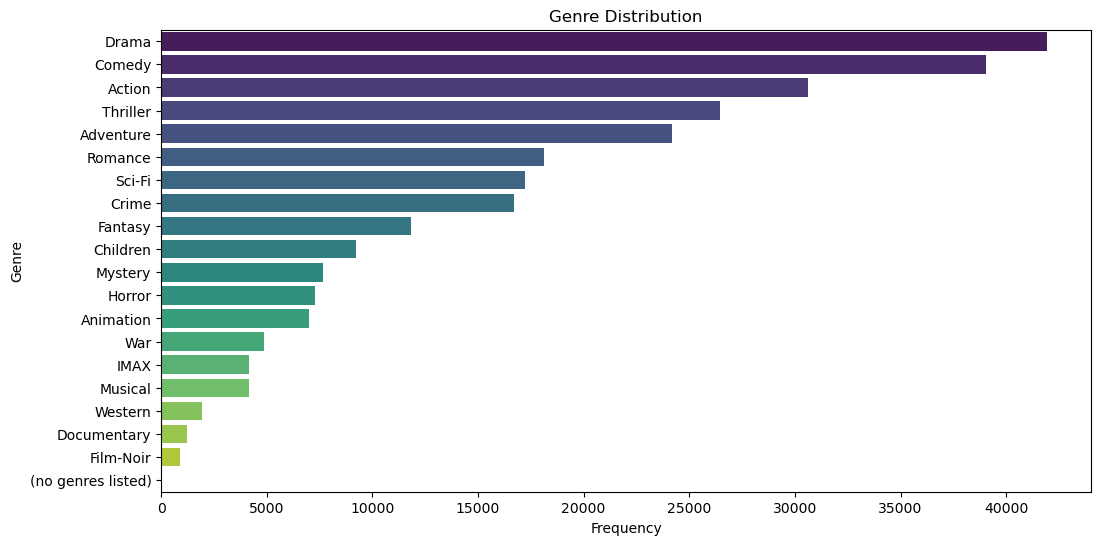 Genre Distribution
Genre
Drama
Comedy
Action
Thriller
Adventure
Romance
Sci-Fi
Crime
Fantasy
Children
Mystery
Horror
Animation
War
IMAX
Musical
Western
Documentary
Film-Noir
(no genres listed)
0 5000 10000 15000 20000 25000 30000 35000 40000
Frequency